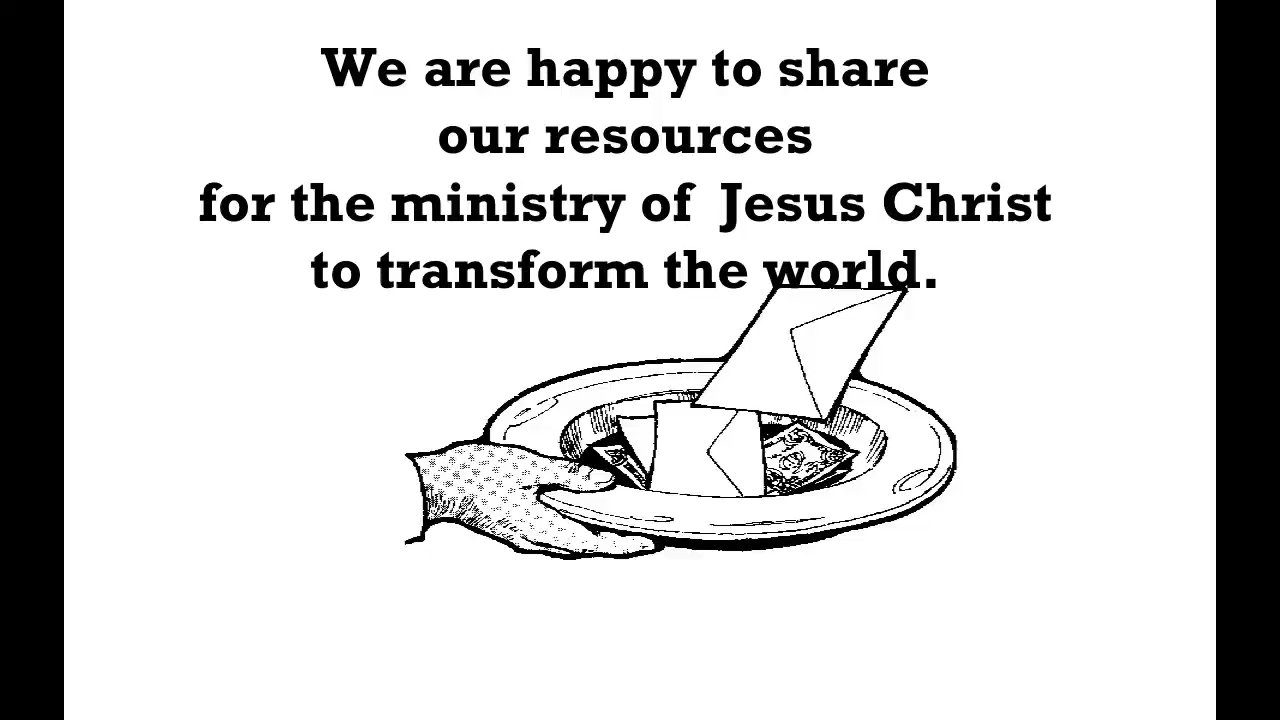 We are happy to share
our resources
for the ministry of Jesus Christ
to transform the world.